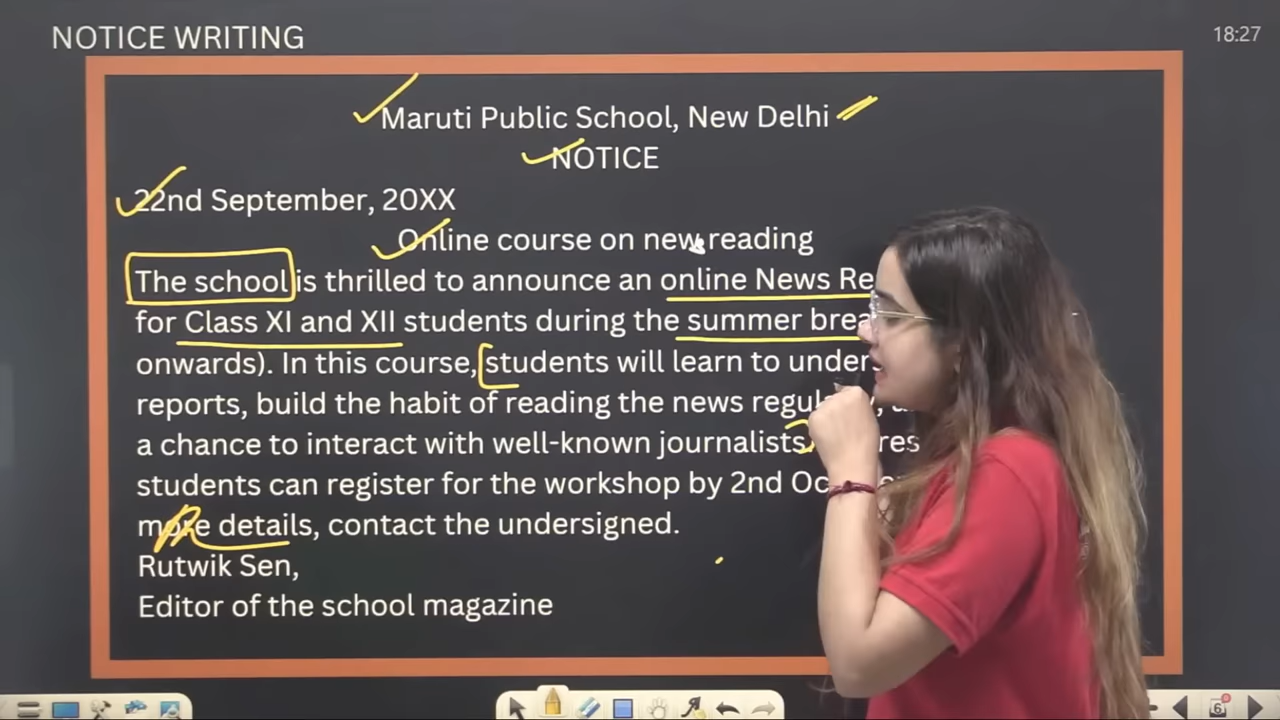 NOTICE WRITING
18:27
Maruti Public School, New Delhi
NOTICE
22nd September, 20XX
Online course on new reading
The school is thrilled to announce an online News Re
for Class XI and XII students during the summer brea
onwards). In this course, students will learn to under
reports, build the habit of reading the news regul
a chance to interact with well-known journalists res
students can register for the workshop by 2nd Oc
more details, contact the undersigned.
Rutwik Sen,
Editor of the school magazine
6